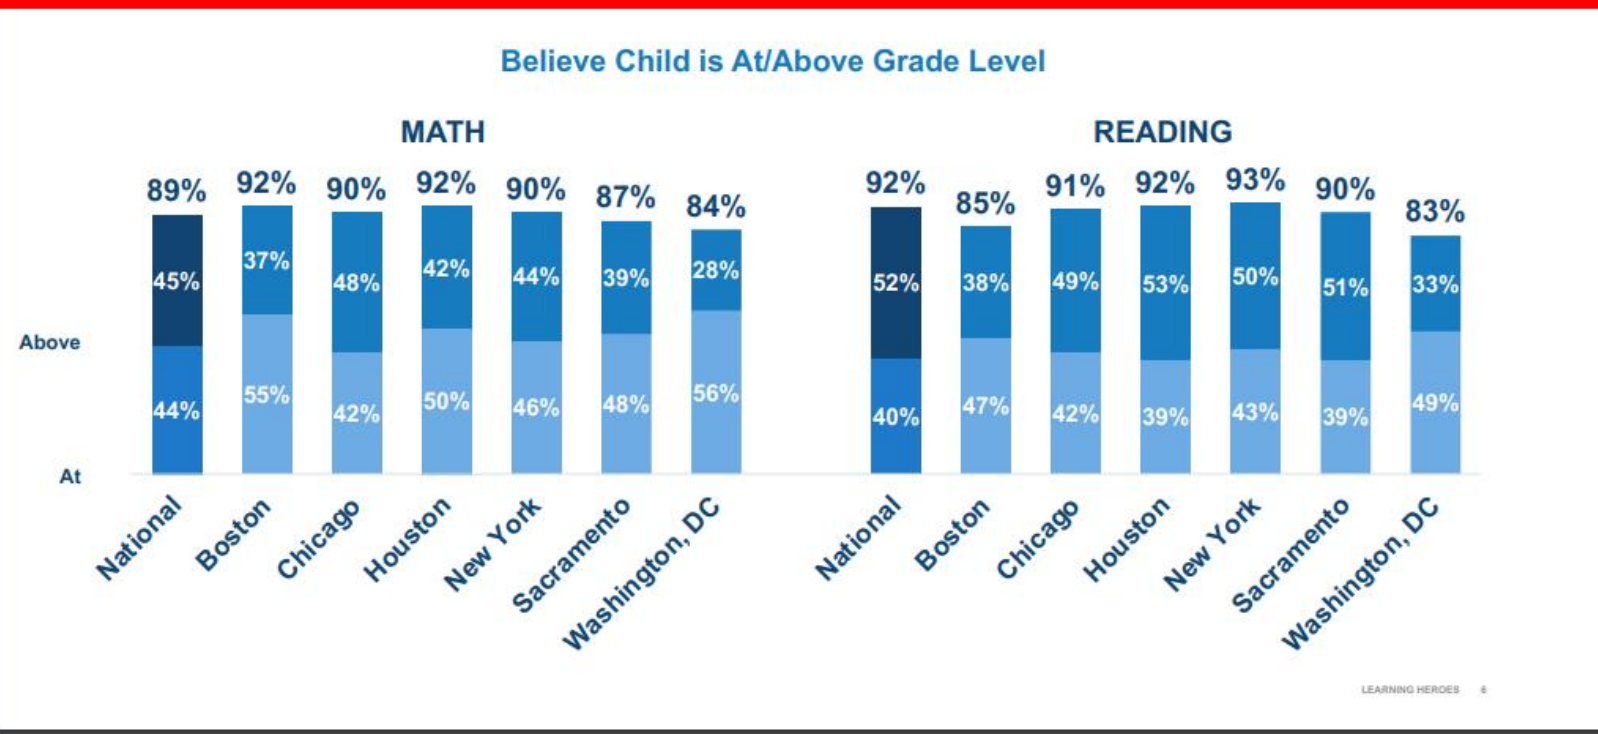 Believe Child is At/Above Grade Level
MATH
89% 92% 90% 92% 90% 87% 84%
45% 37% 48% 42% 44% 39% 28%
44% 55% 42% 50% 46% 48% 56%
Above
At
National Boston Chicago Houston New York Sacramento Washington, DC
READING
92% 85% 91% 92% 93% 90% 83%
52% 38% 49% 53% 50% 51% 33%
40% 47% 42% 39% 43% 39% 49%
National Boston Chicago Houston New York Sacramento Washington, DC
LEARNING HEROES 6